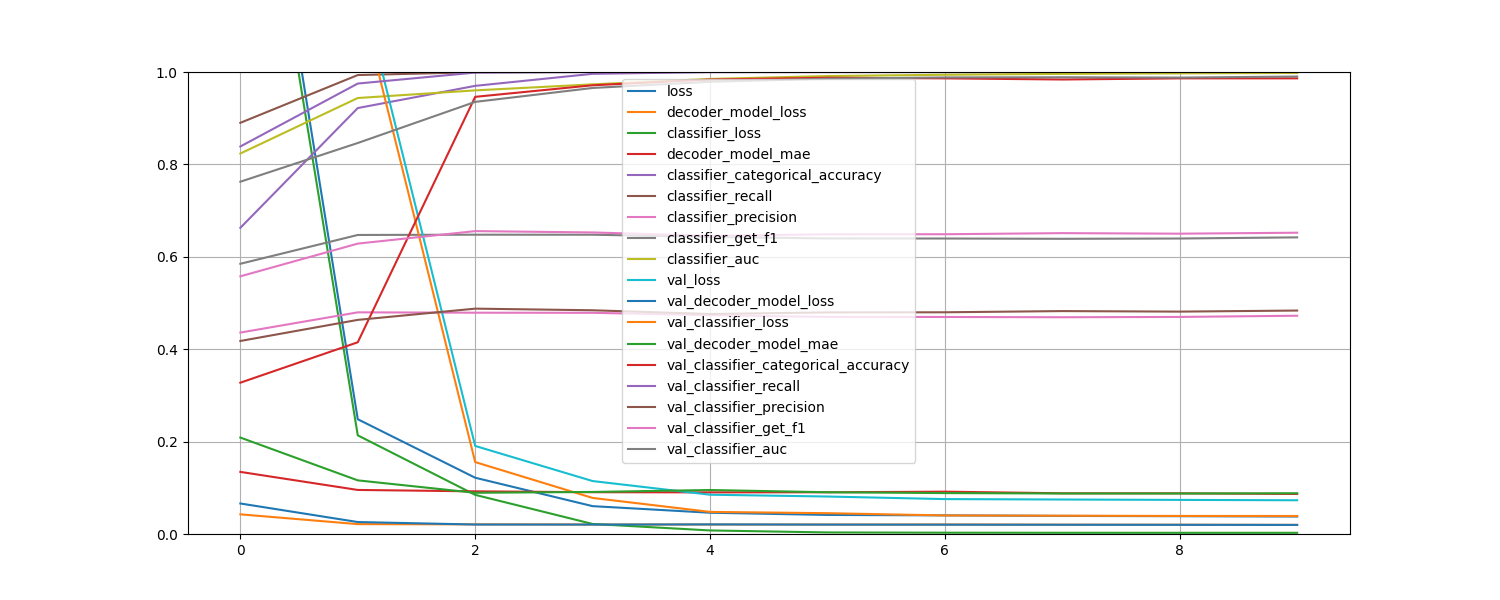 1.0
0.8
0.6
0.4
0.2
0.0
0 2 4 6 8
loss
decoder_model_loss
classifier_loss
decoder_model_mae
classifier_categorical_accuracy
classifier_recall
classifier_precision
classifier_get_f1
classifier_auc
val_loss
val_decoder_model_loss
val_classifier_loss
val_decoder_model_mae
val_classifier_categorical_accuracy
val_classifier_recall
val_classifier_precision
val_classifier_get_f1
val_classifier_auc